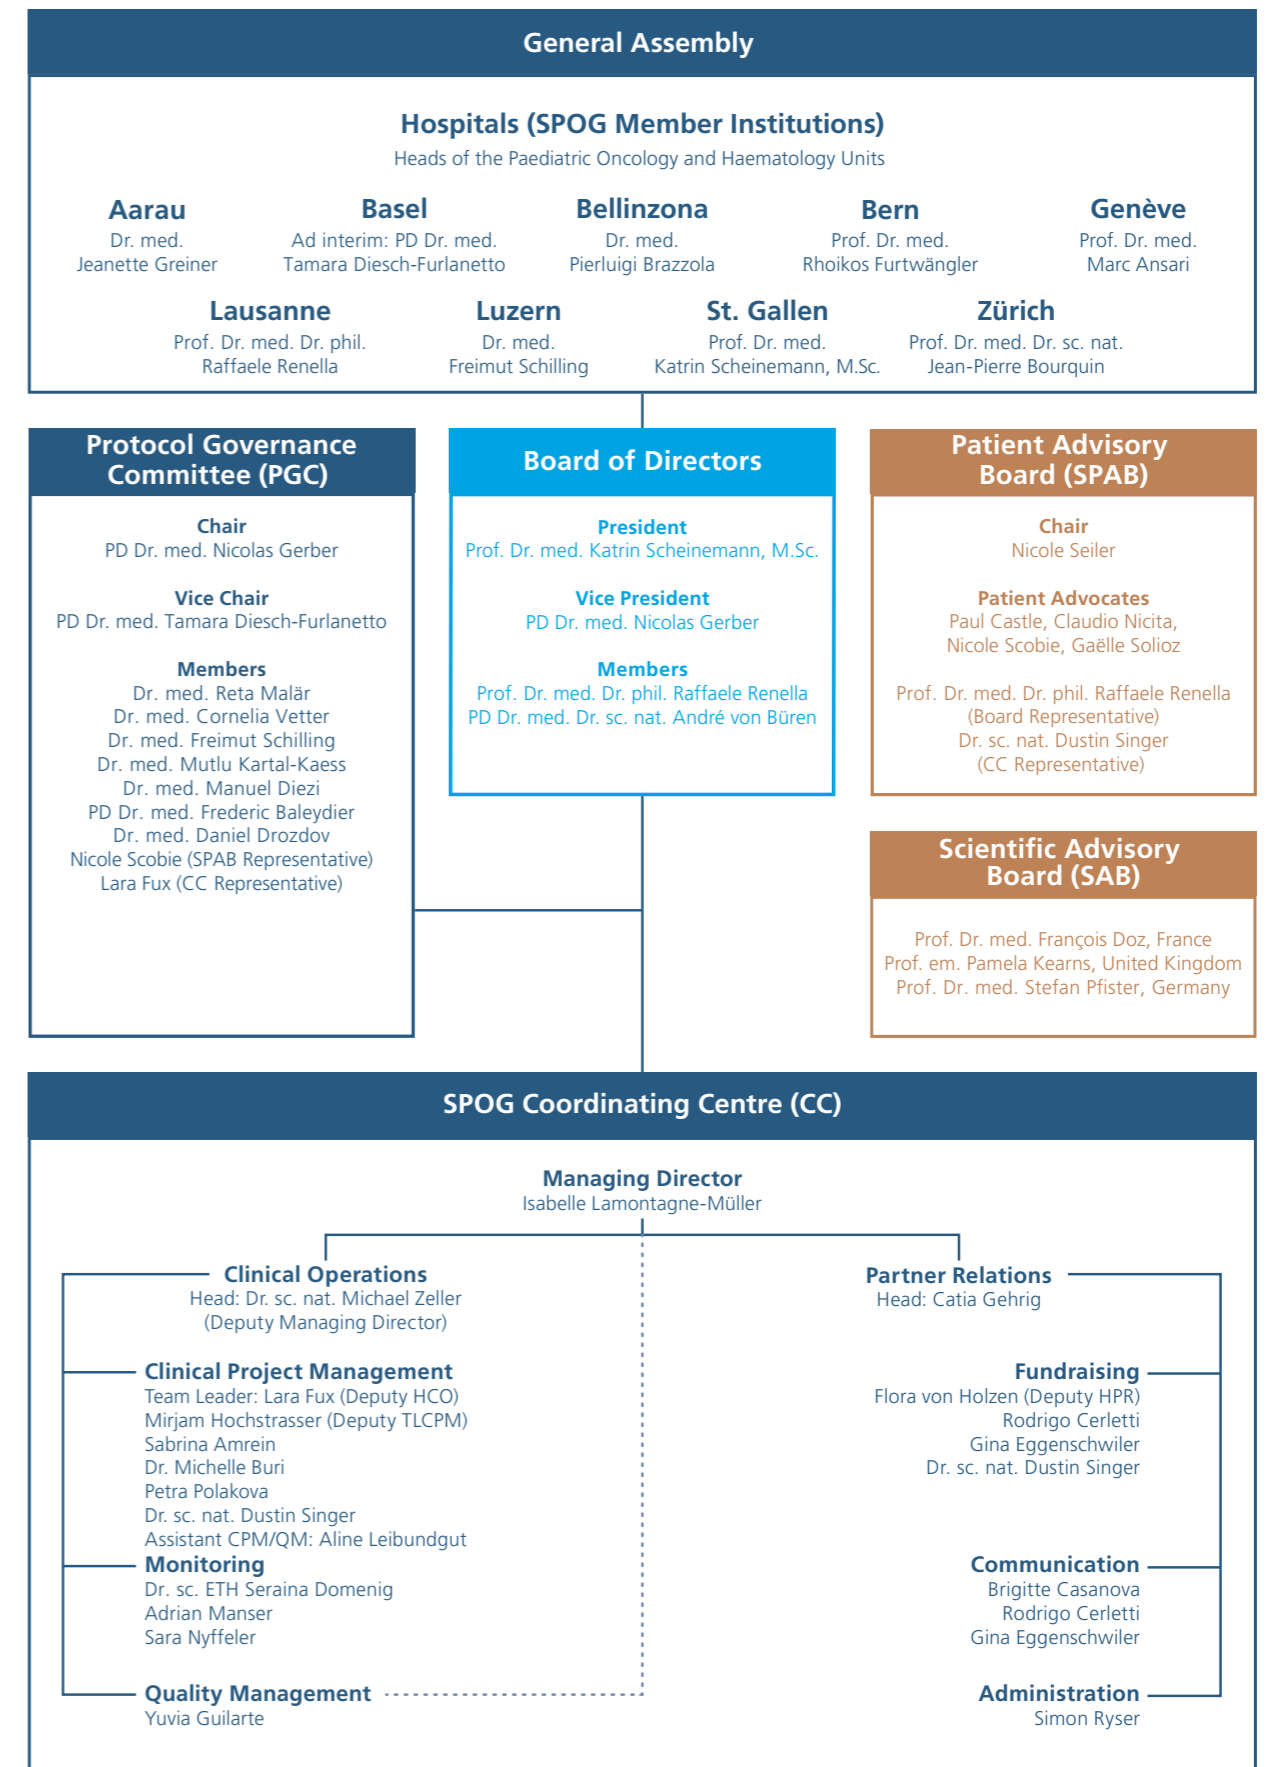 General Assembly
Hospitals (SPOG Member Institutions)
Heads of the Paediatric Oncology and Haematology Units
Aarau
Dr. med.
Jeanette Greiner
Basel
Ad interim: PD Dr. med.
Tamara Diesch-Furlanetto
Bellinzona
Dr. med.
Pierluigi Brazzola
Bern
Prof. Dr. med.
Rhoikos Furtwängler
Genève
Prof. Dr. med.
Marc Ansari
Lausanne
Prof. Dr. med. Dr. phil.
Raffaele Renella
Luzern
Dr. med.
Freimut Schilling
St. Gallen
Prof. Dr. med.
Katrin Scheinemann, M.Sc.
Zürich
Prof. Dr. med. Dr. sc. nat.
Jean-Pierre Bourquin
Protocol Governance
Committee (PGC)
Chair
PD Dr. med. Nicolas Gerber
Vice Chair
PD Dr. med. Tamara Diesch-Furlanetto
Members
Dr. med. Reta Malär
Dr. med. Cornelia Vetter
Dr. med. Freimut Schilling
Dr. med. Mutlu Kartal-Kaess
Dr. med. Manuel Diezi
PD Dr. med. Frederic Baleydier
Dr. med. Daniel Drozdov
Nicole Scobie (SPAB Representative)
Lara Fux (CC Representative)
Board of Directors
President
Prof. Dr. med. Katrin Scheinemann, M.Sc.
Vice President
PD Dr. med. Nicolas Gerber
Members
Prof. Dr. med. Dr. phil. Raffaele Renella
PD Dr. med. Dr. sc. nat. André von Büren
Patient Advisory
Board (SPAB)
Chair
Nicole Seiler
Patient Advocates
Paul Castle, Claudio Nicita,
Nicole Scobie, Gaëlle Solioz
Prof. Dr. med. Dr. phil. Raffaele Renella
(Board Representative)
Dr. sc. nat. Dustin Singer
(CC Representative)
Scientific Advisory
Board (SAB)
Prof. Dr. med. François Doz, France
Prof. em. Pamela Kearns, United Kingdom
Prof. Dr. med. Stefan Pfister, Germany
SPOG Coordinating Centre (CC)
Managing Director
Isabelle Lamontagne-Müller
Clinical Operations
Head: Dr. sc. nat. Michael Zeller
(Deputy Managing Director)
Clinical Project Management
Team Leader: Lara Fux (Deputy HCO)
Mirjam Hochstrasser (Deputy TLCPM)
Sabrina Amrein
Dr. Michelle Buri
Petra Polakova
Dr. sc. nat. Dustin Singer
Assistant CPM/QM: Aline Leibundgut
Monitoring
Dr. sc. ETH Seraina Domenig
Adrian Manser
Sara Nyffeler
Quality Management
Yuvia Guilarte
Partner Relations
Head: Catia Gehrig
Fundraising
Flora von Holzen (Deputy HPR)
Rodrigo Cerletti
Gina Eggenschwiler
Dr. sc. nat. Dustin Singer
Communication
Brigitte Casanova
Rodrigo Cerletti
Gina Eggenschwiler
Administration
Simon Ryser